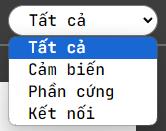 Tất cả
Tất cả
Cảm biến
Phần cứng
Kết nối